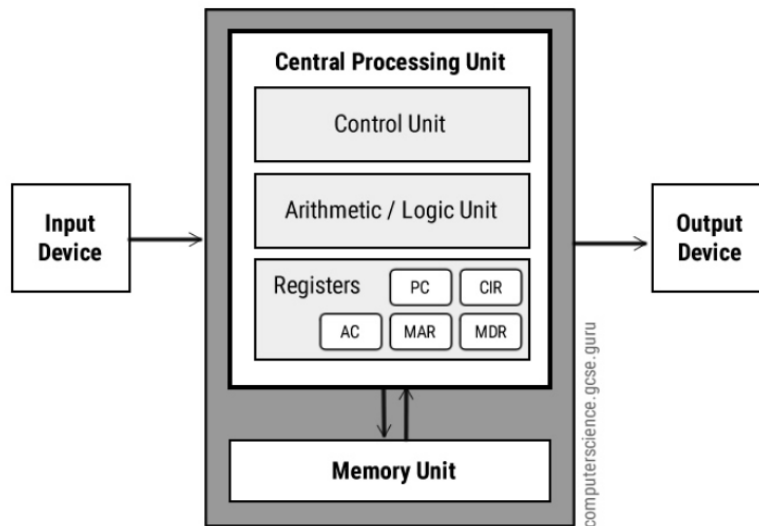 Central Processing Unit
Control Unit
Arithmetic / Logic Unit
Input
Device
Output
Device
Registers
PC
CIR
AC
MAR
MDR
Memory Unit
computerscience.gcse.guru